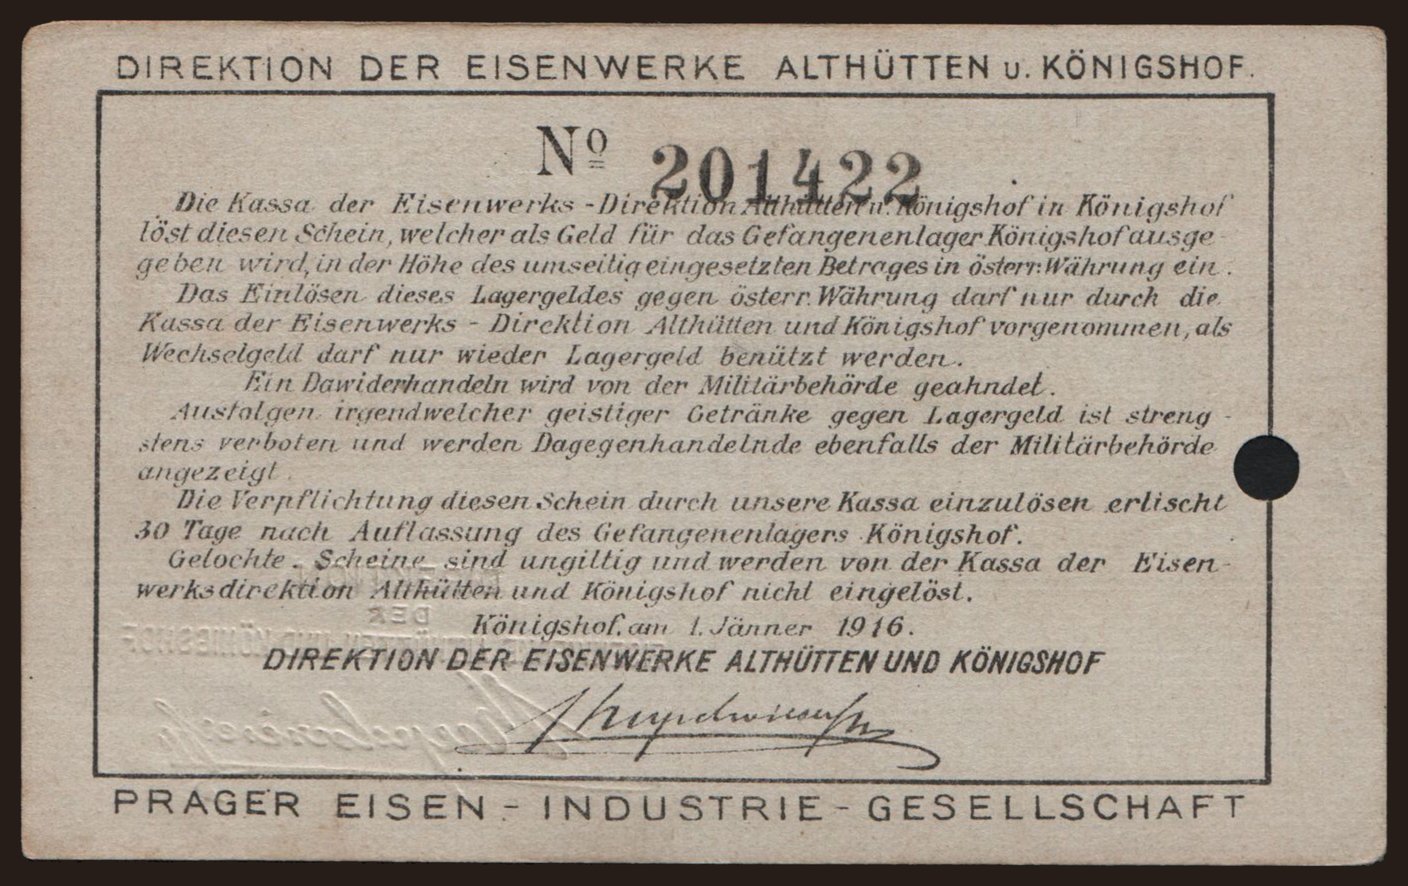 DIREKTION DER EISENWERKE ALTHÜTTEN U. KÖNIGSHOF.
Nº 201422
Die Kassa der Eisenwerks-Direktion Althütten u. Königshof in Königshof
löst diesen Schein, welcher als Geld für das Gefangenenlager Königshof ausge-
geben wird, in der Höhe des umseitig eingesetzten Betrages in österr. Währung ein.
Das Einlösen dieses Lagergeldes gegen österr. Währung darf nur durch die
Kassa der Eisenwerks-Direktion Althütten und Königshof vorgenommen, als
Wechselgeld darf nur wieder Lagergeld benützt werden.
Ein Dawiderhandeln wird von der Militärbehörde geahndet.
Ausfolgen irgendwelcher geistiger Getränke gegen Lagergeld ist streng-
stens verboten und werden Dagegenhandelnde ebenfalls der Militärbehörde
angezeigt.
Die Verpflichtung diesen Schein durch unsere Kassa einzulösen erlischt
30 Tage nach Auflassung des Gefangenenlagers Königshof.
Gelochte Scheine sind ungiltig und werden von der Kassa der Eisen-
werksdirektion Althütten und Königshof nicht eingelöst.
Königshof, am 1. Jänner 1916.
DIREKTION DER EISENWERKE ALTHÜTTEN UND KÖNIGSHOF
PRAGER EISEN-INDUSTRIE-GESELLSCHAFT